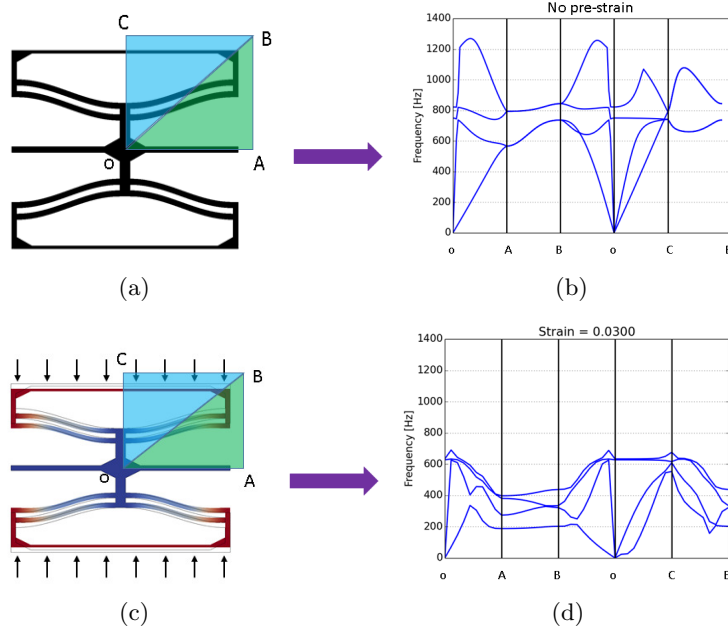 C
B
O
A
(a)
No pre-strain
Frequency [Hz]
1400
1200
1000
800
600
400
200
0
o A B o C B
(b)
C
B
O
A
(c)
Strain = 0.0300
Frequency [Hz]
1400
1200
1000
800
600
400
200
0
o A B o C B
(d)